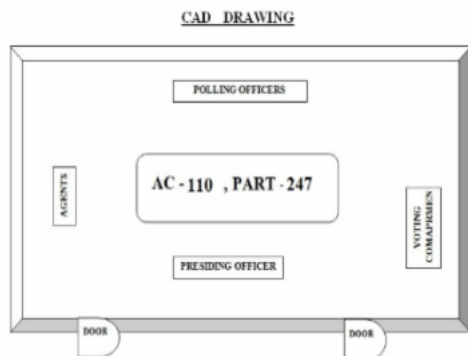 CAD DRAWING
POLLING OFFICERS
AGENTS
AC - 110 , PART - 247
VOTING
COMAPRMEN
PRESIDING OFFICER
DOOR
DOOR